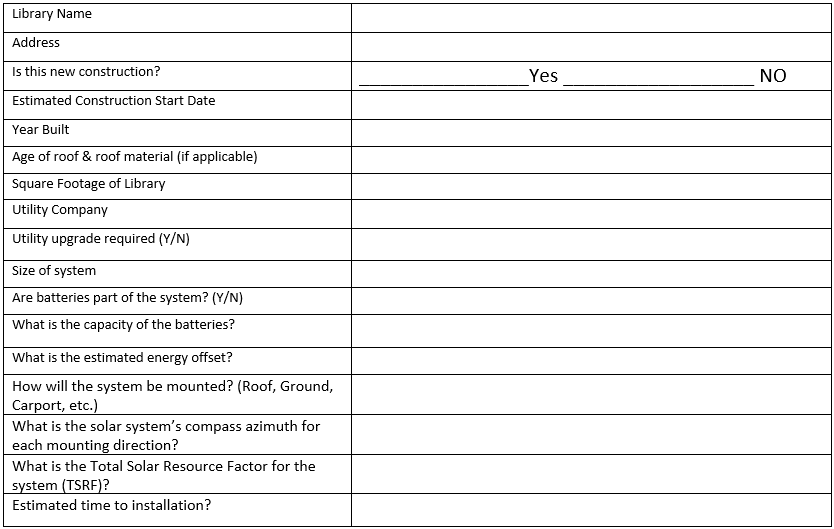 Library Name
Address
Is this new construction?
__________________Yes ____________________ NO
Estimated Construction Start Date
Year Built
Age of roof & roof material (if applicable)
Square Footage of Library
Utility Company
Utility upgrade required (Y/N)
Size of system
Are batteries part of the system? (Y/N)
What is the capacity of the batteries?
What is the estimated energy offset?
How will the system be mounted? (Roof, Ground,
Carport, etc.)
What is the solar system’s compass azimuth for
each mounting direction?
What is the Total Solar Resource Factor for the
system (TSRF)?
Estimated time to installation?